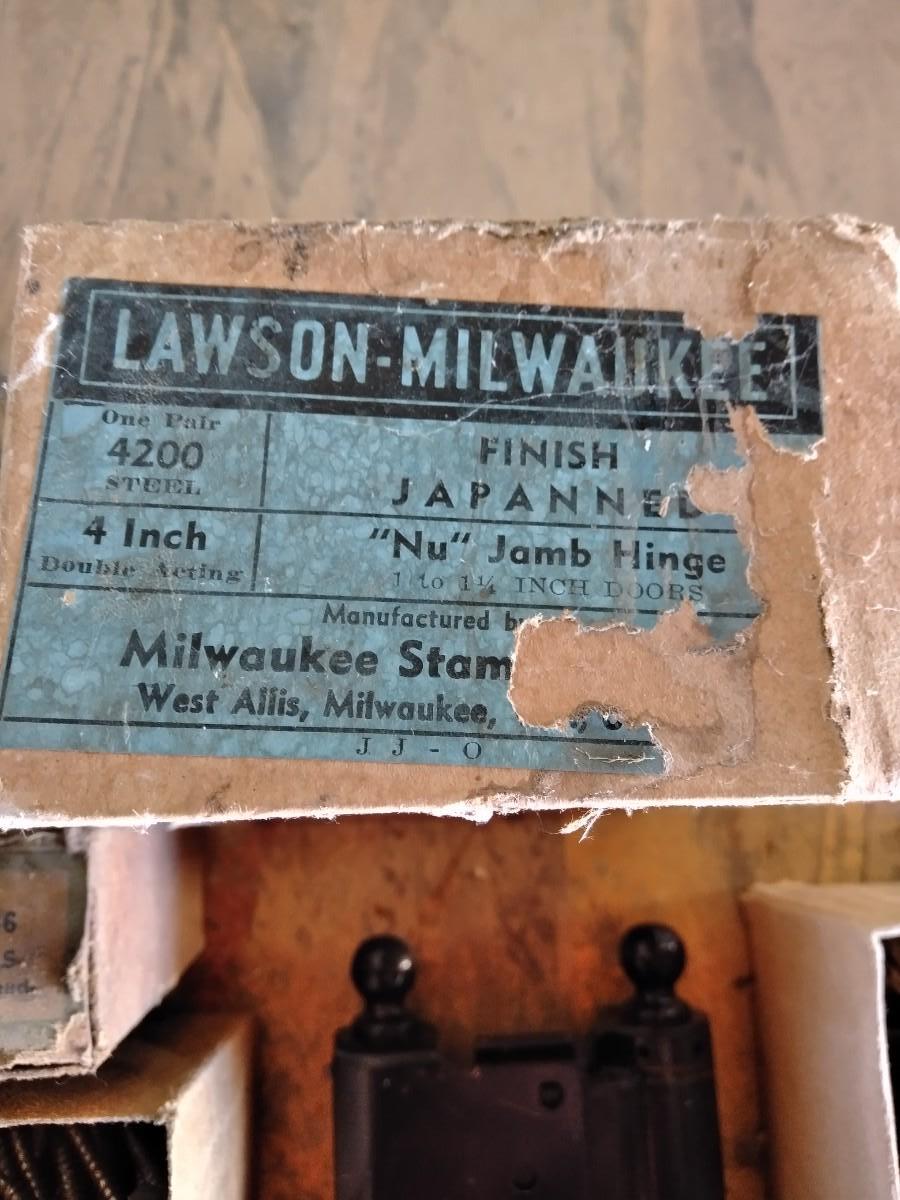 LAWSON-MILWAUKEE
One Pair
4200
STEEL
FINISH
JAPANNED
4 Inch
Double Acting
"Nu" Jamb Hinge
1 to 1¼ INCH DOORS
Manufactured
Milwaukee
West Allis, Milwaukee,
JJ-O
6